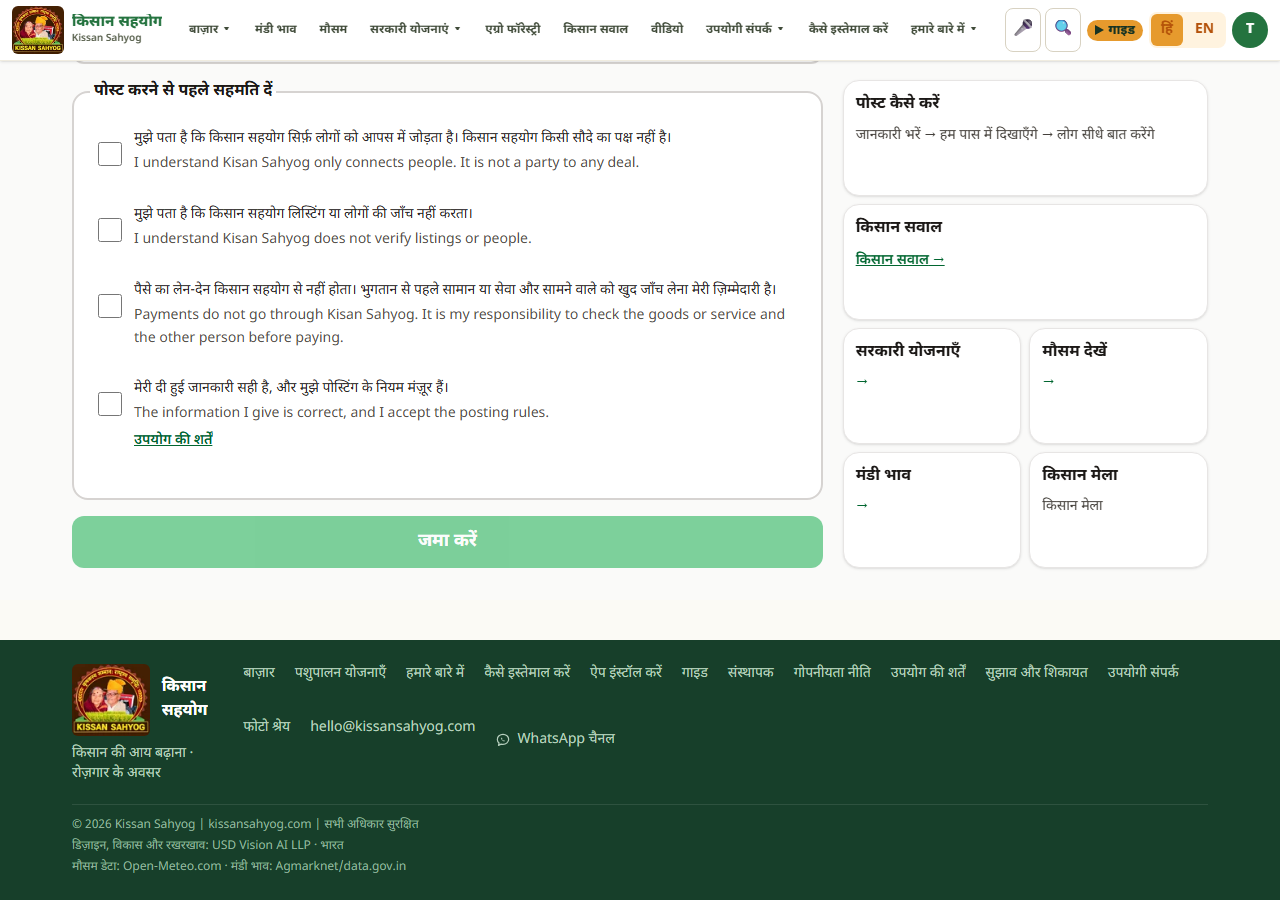 किसान सहयोग
Kissan Sahyog
बाज़ार
मंडी भाव
मौसम
सरकारी योजनाएँ
एग्रो फॉरेस्ट्री
किसान सवाल
वीडियो
उपयोगी संपर्क
कैसे इस्तेमाल करें
हमारे बारे में
▶ गाइड
हिं
EN
T
KISSAN SAHYOG
पोस्ट करने से पहले सहमति दें
मुझे पता है कि किसान सहयोग सिर्फ़ लोगों को आपस में जोड़ता है। किसान सहयोग किसी सौदे का पक्ष नहीं है।
I understand Kisan Sahyog only connects people. It is not a party to any deal.
मुझे पता है कि किसान सहयोग लिस्टिंग या लोगों की जाँच नहीं करता।
I understand Kisan Sahyog does not verify listings or people.
पैसे का लेन-देन किसान सहयोग से नहीं होता। भुगतान से पहले सामान या सेवा और सामने वाले को खुद जाँच लेना मेरी ज़िम्मेदारी है।
Payments do not go through Kisan Sahyog. It is my responsibility to check the goods or service and
the other person before paying.
मेरी दी हुई जानकारी सही है, और मुझे पोस्टिंग के नियम मंज़ूर हैं।
The information I give is correct, and I accept the posting rules.
उपयोग की शर्तें
जमा करें
पोस्ट कैसे करें
जानकारी भरें → हम पास में दिखाएँगे → लोग सीधे बात करेंगे
किसान सवाल
किसान सवाल →
सरकारी योजनाएँ
→
मौसम देखें
→
मंडी भाव
→
किसान मेला
किसान मेला
KISSAN SAHYOG
किसान
सहयोग
किसान की आय बढ़ाना ·
रोज़गार के अवसर
बाज़ार
पशुपालन योजनाएँ
हमारे बारे में
कैसे इस्तेमाल करें
ऐप इंस्टॉल करें
गाइड
संस्थापक
गोपनीयता नीति
उपयोग की शर्तें
सुझाव और शिकायत
उपयोगी संपर्क
फोटो श्रेय
hello@kissansahyog.com
WhatsApp चैनल
© 2026 Kissan Sahyog | kissansahyog.com | सभी अधिकार सुरक्षित
डिज़ाइन, विकास और रखरखाव: USD Vision AI LLP · भारत
मौसम डेटा: Open-Meteo.com · मंडी भाव: Agmarknet/data.gov.in